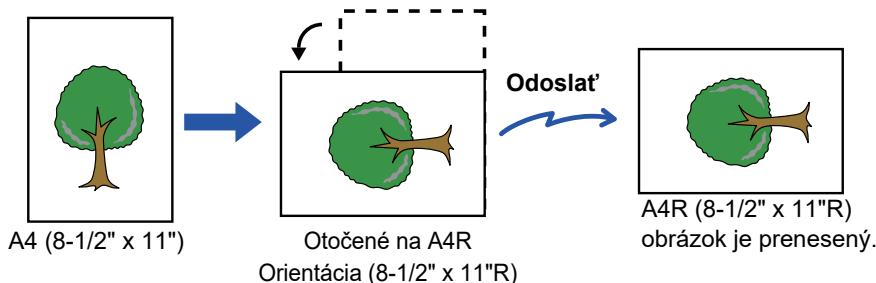 A4 (8-1/2" x 11")
Otočené na A4R
Orientácia (8-1/2" x 11"R)
Odoslať
A4R (8-1/2" x 11"R)
obrázok je prenesený.